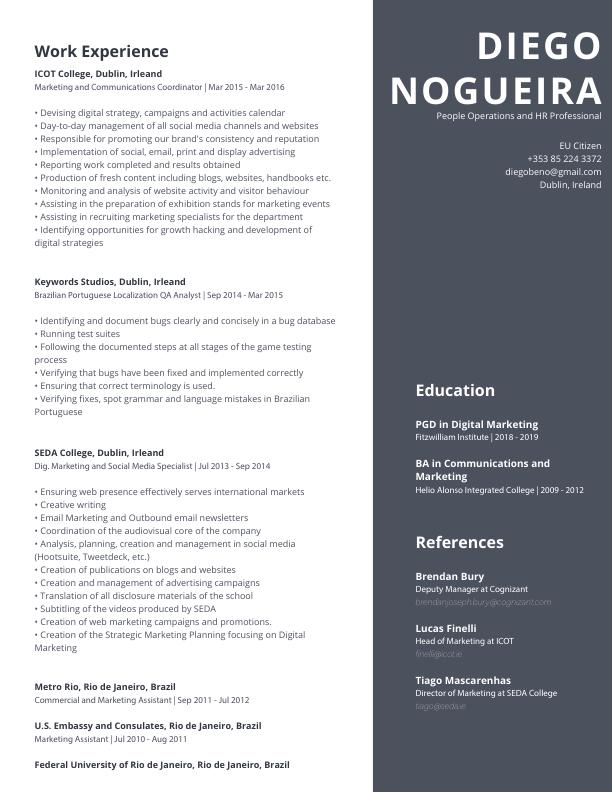 Work Experience
ICOT College, Dublin, Irleand
Marketing and Communications Coordinator | Mar 2015 - Mar 2016
• Devising digital strategy, campaigns and activities calendar
• Day-to-day management of all social media channels and websites
• Responsible for promoting our brand's consistency and reputation
• Implementation of social, email, print and display advertising
• Reporting work completed and results obtained
• Production of fresh content including blogs, websites, handbooks etc.
• Monitoring and analysis of website activity and visitor behaviour
• Assisting in the preparation of exhibition stands for marketing events
• Assisting in recruiting marketing specialists for the department
• Identifying opportunities for growth hacking and development of
digital strategies
Keywords Studios, Dublin, Irleand
Brazilian Portuguese Localization QA Analyst | Sep 2014 - Mar 2015
• Identifying and document bugs clearly and concisely in a bug database
• Running test suites
• Following the documented steps at all stages of the game testing
process
• Verifying that bugs have been fixed and implemented correctly
• Ensuring that correct terminology is used.
• Verifying fixes, spot grammar and language mistakes in Brazilian
Portuguese
SEDA College, Dublin, Irleand
Dig. Marketing and Social Media Specialist | Jul 2013 - Sep 2014
• Ensuring web presence effectively serves international markets
• Creative writing
• Email Marketing and Outbound email newsletters
• Coordination of the audiovisual core of the company
• Analysis, planning, creation and management in social media
(Hootsuite, Tweetdeck, etc.)
• Creation of publications on blogs and websites
• Creation and management of advertising campaigns
• Translation of all disclosure materials of the school
• Subtitling of the videos produced by SEDA
• Creation of web marketing campaigns and promotions.
• Creation of the Strategic Marketing Planning focusing on Digital
Marketing
Metro Rio, Rio de Janeiro, Brazil
Commercial and Marketing Assistant | Sep 2011 - Jul 2012
U.S. Embassy and Consulates, Rio de Janeiro, Brazil
Marketing Assistant | Jul 2010 - Aug 2011
Federal University of Rio de Janeiro, Rio de Janeiro, Brazil
DIEGO
NOGUEIRA
People Operations and HR Professional
EU Citizen
+353 85 224 3372
diegobeno@gmail.com
Dublin, Ireland
Education
PGD in Digital Marketing
Fitzwilliam Institute | 2018 - 2019
BA in Communications and
Marketing
Helio Alonso Integrated College | 2009 - 2012
References
Brendan Bury
Deputy Manager at Cognizant
brendanjoseph.bury@cognizant.com
Lucas Finelli
Head of Marketing at ICOT
finelli@icot.ie
Tiago Mascarenhas
Director of Marketing at SEDA College
tiago@seda.ie